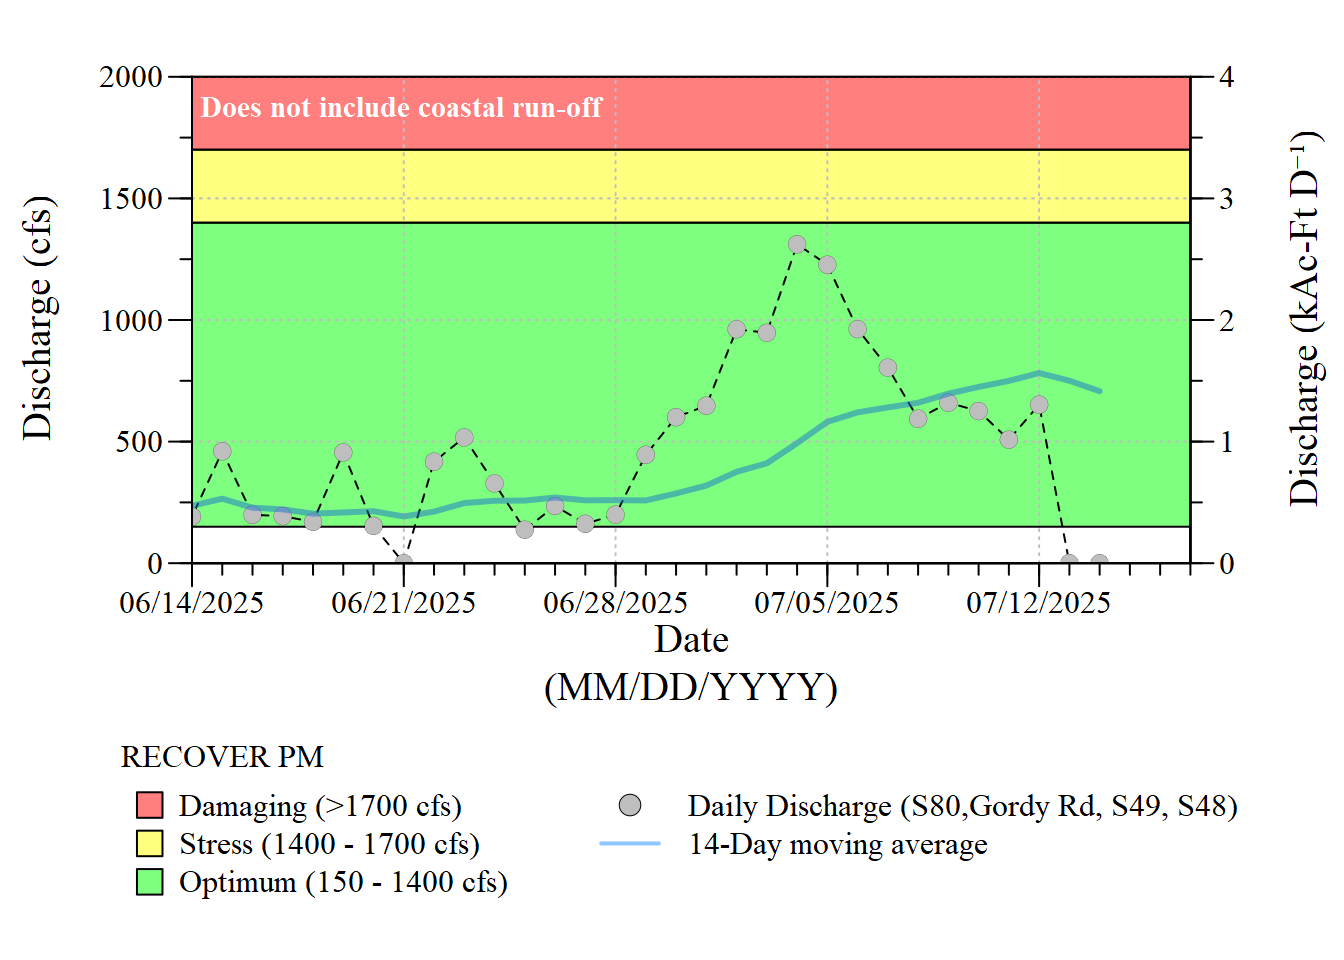 Does not include coastal run-off
Discharge (cfs)
2000
1500
1000
500
0
4
3
2
1
0
Discharge (kAc-Ft D⁻¹)
06/14/2025 06/21/2025 06/28/2025 07/05/2025 07/12/2025
Date
(MM/DD/YYYY)
RECOVER PM
Damaging (>1700 cfs)
Stress (1400 - 1700 cfs)
Optimum (150 - 1400 cfs)
Daily Discharge (S80,Gordy Rd, S49, S48)
14-Day moving average